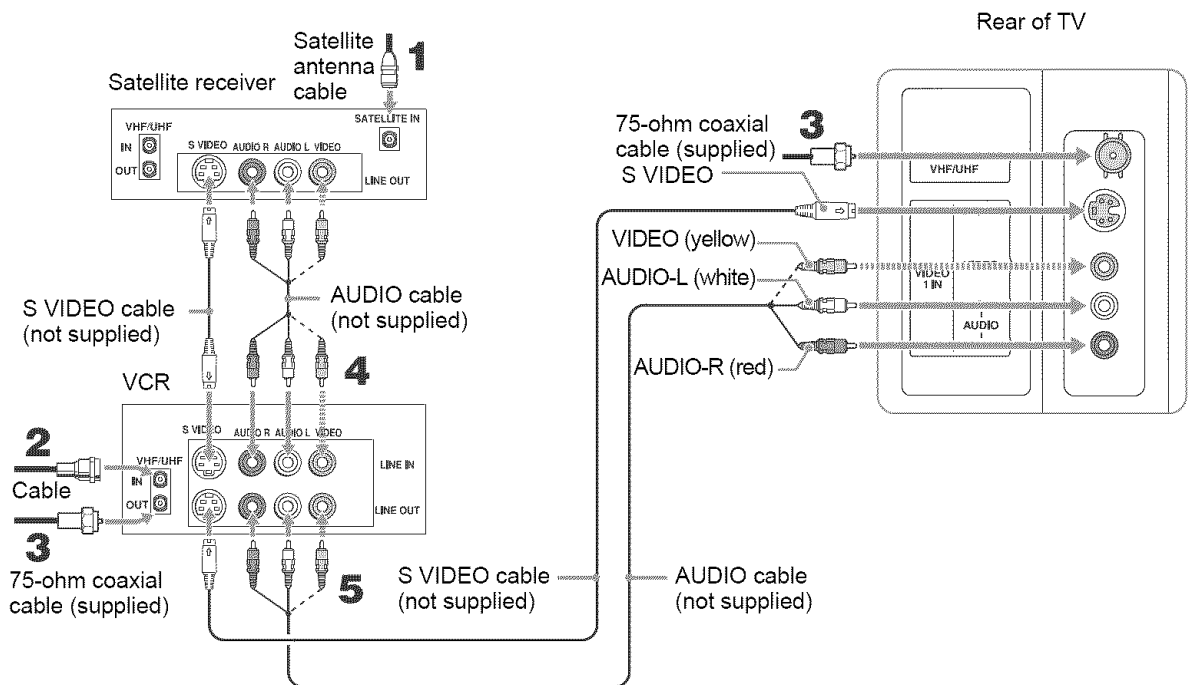 Rear of TV
Satellite
antenna
cable
1
Satellite receiver
VHF/UHF
IN
OUT
S VIDEO AUDIO R AUDIO L VIDEO
LINE OUT
SATELLITE IN
75-ohm coaxial
cable (supplied)
3
S VIDEO
VIDEO (yellow)
AUDIO-L (white)
AUDIO-R (red)
VHF/UHF
VIDEO
1 IN
AUDIO
S VIDEO cable
(not supplied)
AUDIO cable
(not supplied)
4
VCR
S VIDEO AUDIO R AUDIO L VIDEO
LINE IN
LINE OUT
VHF/UHF
IN
OUT
2
Cable
3
75-ohm coaxial
cable (supplied)
5
S VIDEO cable
(not supplied)
AUDIO cable
(not supplied)